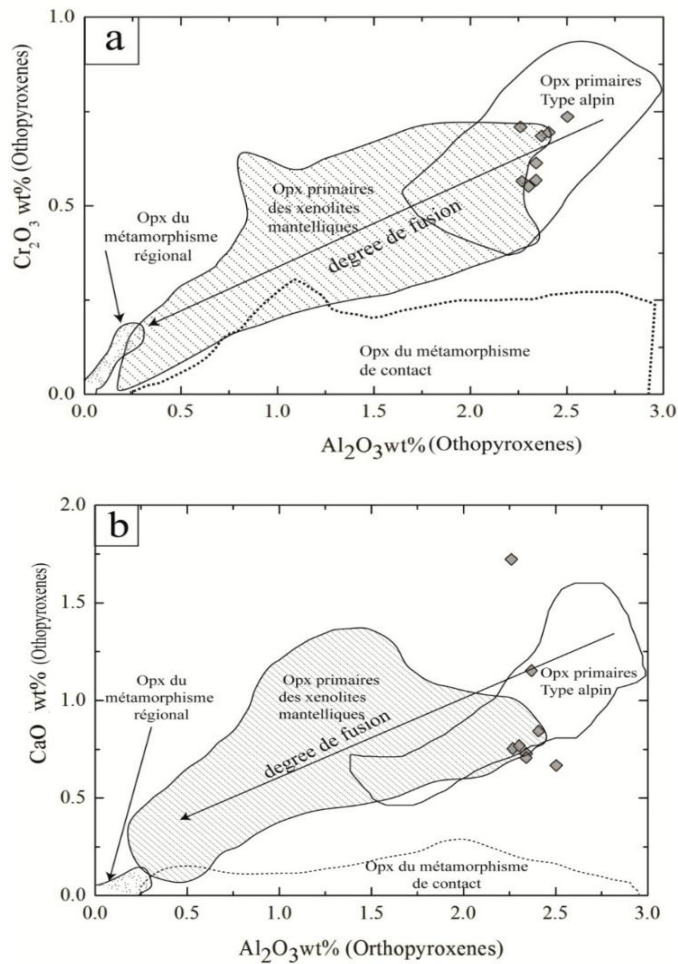 a
1.0
0.5
0.0
Cr2O3 wt% (Othopyroxenes)
Opx primaires
Type alpin
Opx primaires
des xenolites
mantelliques
Opx du
métamorphisme
régional
degree de fusion
Opx du métamorphisme
de contact
0.0 0.5 1.0 1.5 2.0 2.5 3.0
Al2O3wt% (Othopyroxenes)
b
2.0
1.5
1.0
0.5
0.0
CaO wt% (Othopyroxenes)
Opx du
métamorphisme
régional
Opx primaires
des xenolites
mantelliques
Opx primaires
Type alpin
degree de fusion
Opx du métamorphisme
de contact
0.0 0.5 1.0 1.5 2.0 2.5 3.0
Al2O3wt% (Orthopyroxenes)